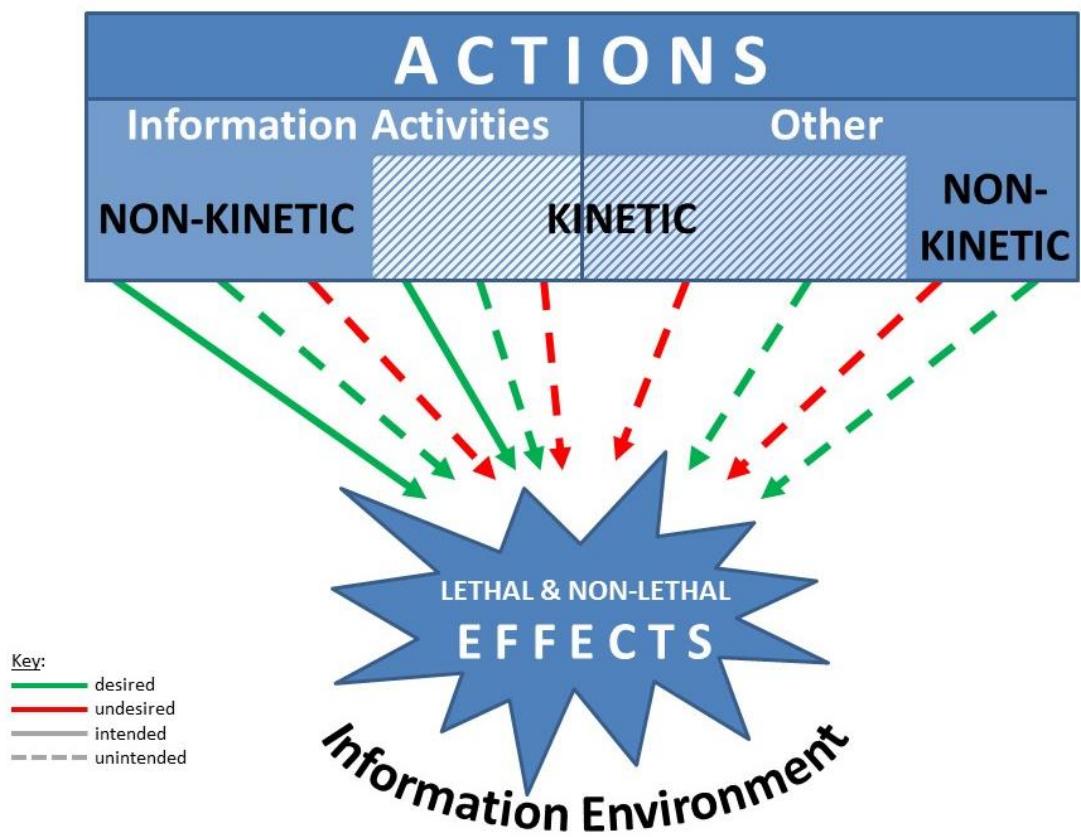 ACTIONS
Information Activities
Other
NON-KINETIC
KINETIC
NON-
KINETIC
LETHAL & NON-LETHAL
EFFECTS
Information Environment
Key:
desired
undesired
intended
unintended